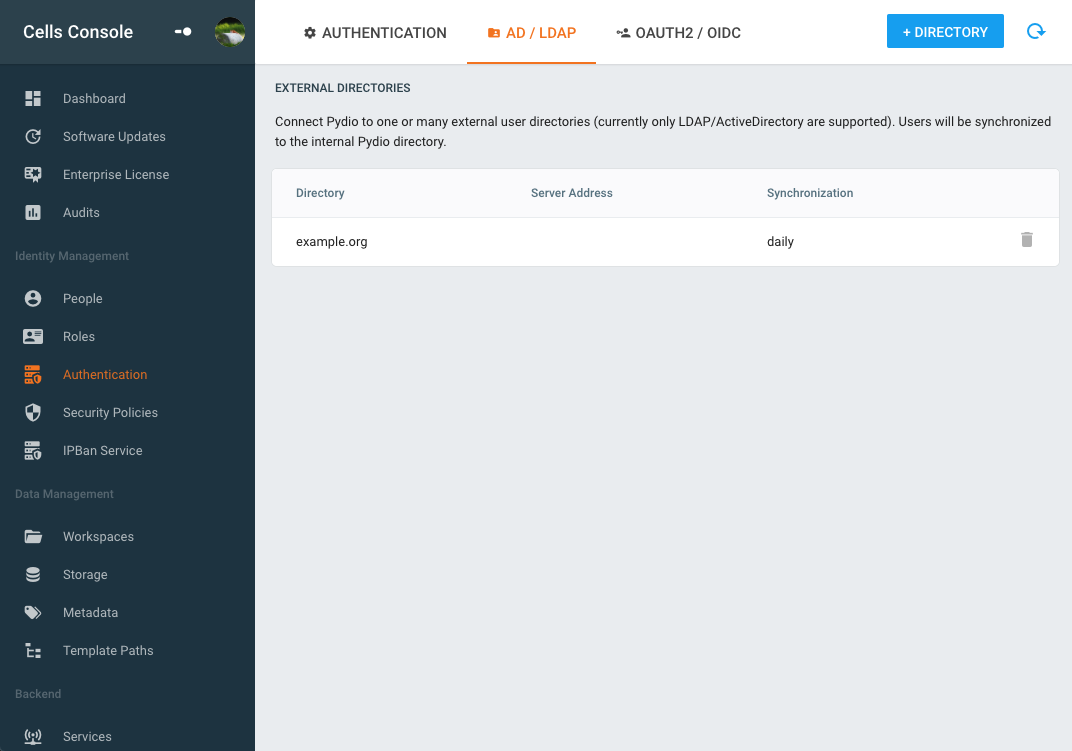 Cells Console
AUTHENTICATION
AD / LDAP
OAUTH2 / OIDC
+ DIRECTORY
Dashboard
Software Updates
Enterprise License
Audits
Identity Management
People
Roles
Authentication
Security Policies
IPBan Service
Data Management
Workspaces
Storage
Metadata
Template Paths
Backend
Services
EXTERNAL DIRECTORIES
Connect Pydio to one or many external user directories (currently only LDAP/ActiveDirectory are supported). Users will be synchronized
to the internal Pydio directory.
Directory Server Address Synchronization
example.org daily